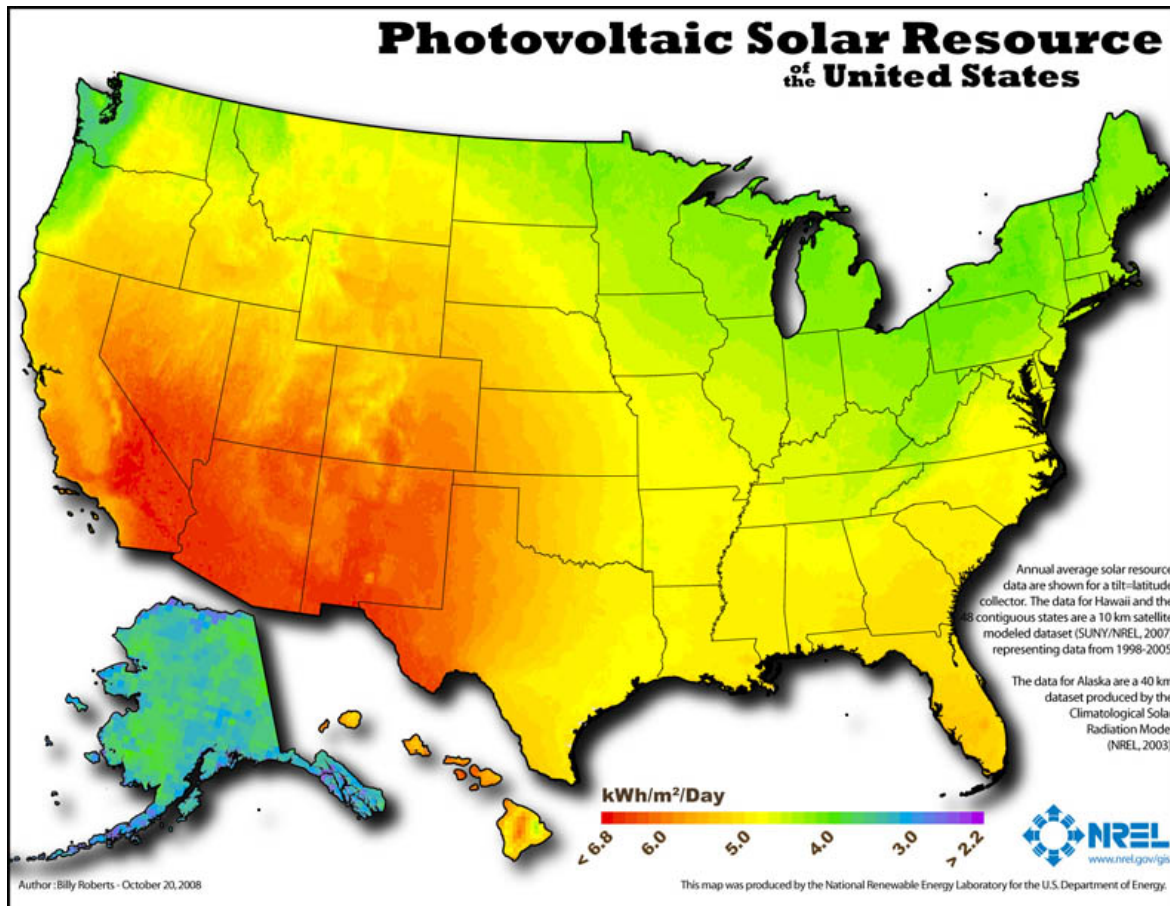 Photovoltaic Solar Resource
of the United States
Annual average solar resource
data are shown for a tilt=latitude
collector. The data for Hawaii and the
48 contiguous states are a 10 km satellite
modeled dataset (SUNY/NREL, 2007)
representing data from 1998-2005
The data for Alaska are a 40 km
dataset produced by the
Climatological Solar
Radiation Model
(NREL, 2003)
kWh/m²/Day
< 6.8 6.0 5.0 4.0 3.0 > 2.2
NREL
www.nrel.gov/gis
Author : Billy Roberts - October 20, 2008
This map was produced by the National Renewable Energy Laboratory for the U.S. Department of Energy.